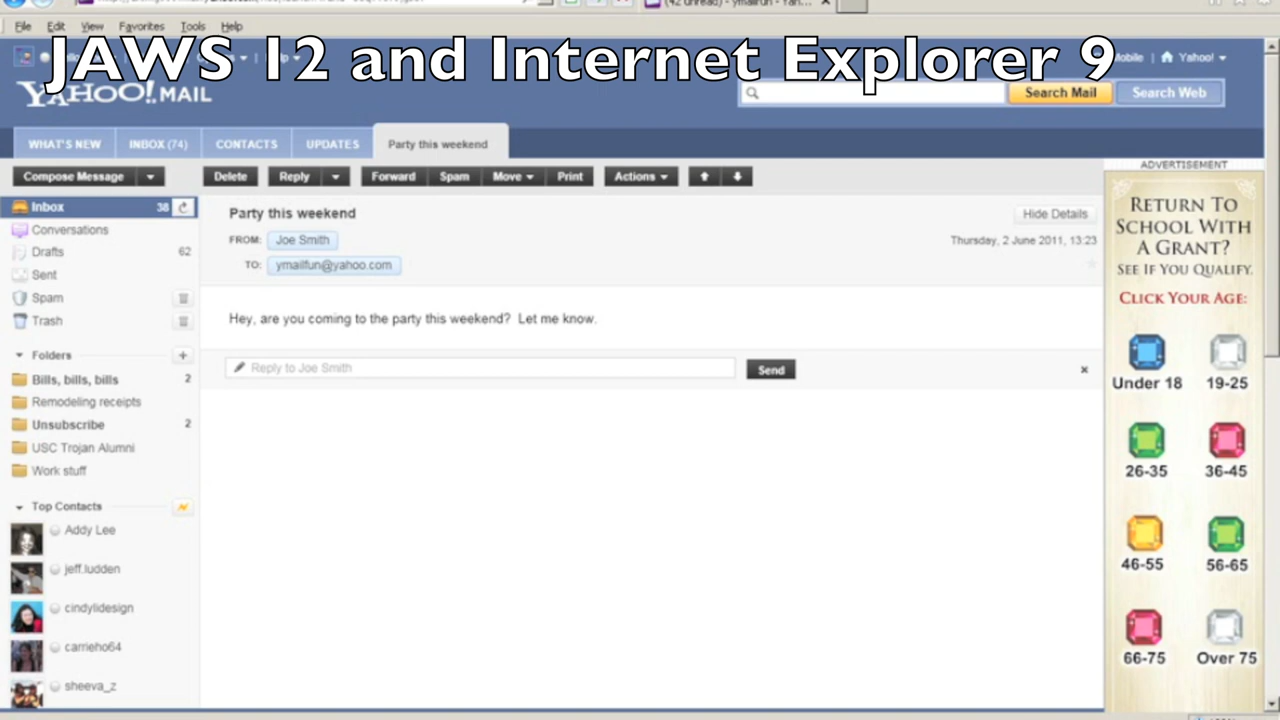 (42 unread) - ymailfun - Yah...
File Edit View Favorites Tools Help
JAWS 12 and Internet Explorer 9
Mobile | Yahoo!
YAHOO! MAIL
Search Mail Search Web
WHAT'S NEW INBOX (74) CONTACTS UPDATES Party this weekend
ADVERTISEMENT
Compose Message Delete Reply Forward Spam Move Print Actions
Inbox 38
Conversations
Drafts 62
Sent
Spam
Trash
Folders
Bills, bills, bills 2
Remodeling receipts
Unsubscribe 2
USC Trojan Alumni
Work stuff
Top Contacts
Addy Lee
jeff.ludden
cindylidesign
carrieho64
sheeva_z
Party this weekend Hide Details
FROM: Joe Smith Thursday, 2 June 2011, 13:23
TO: ymailfun@yahoo.com
Hey, are you coming to the party this weekend? Let me know.
Reply to Joe Smith Send
RETURN TO
SCHOOL WITH
A GRANT?
SEE IF YOU QUALIFY.
CLICK YOUR AGE:
Under 18 19-25
26-35 36-45
46-55 56-65
66-75 Over 75